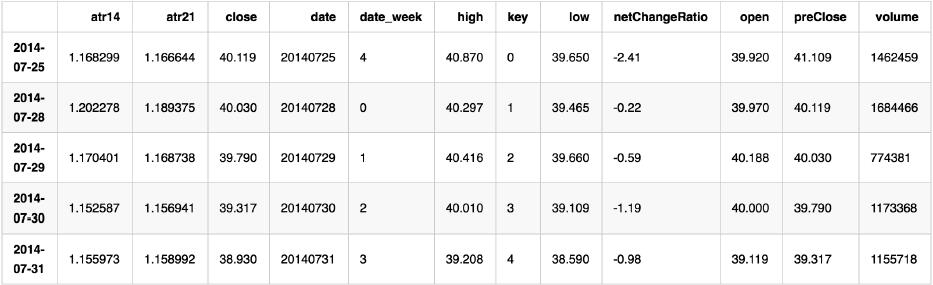 atr14 atr21 close date date_week high key low netChangeRatio open preClose volume
2014-07-25 1.168299 1.166644 40.119 20140725 4 40.870 0 39.650 -2.41 39.920 41.109 1462459
2014-07-28 1.202278 1.189375 40.030 20140728 0 40.297 1 39.465 -0.22 39.970 40.119 1684466
2014-07-29 1.170401 1.168738 39.790 20140729 1 40.416 2 39.660 -0.59 40.188 40.030 774381
2014-07-30 1.152587 1.156941 39.317 20140730 2 40.010 3 39.109 -1.19 40.000 39.790 1173368
2014-07-31 1.155973 1.158992 38.930 20140731 3 39.208 4 38.590 -0.98 39.119 39.317 1155718